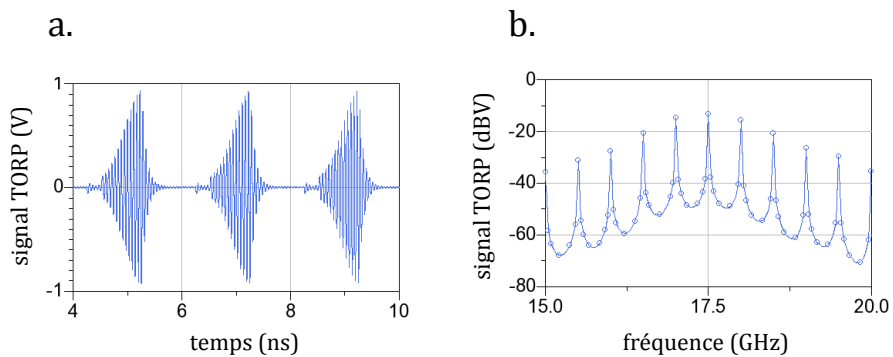 a.
signal TORP (V)
1
0
-1
4
6
8
10
temps (ns)
b.
signal TORP (dBV)
0
-20
-40
-60
-80
15.0
17.5
20.0
fréquence (GHz)